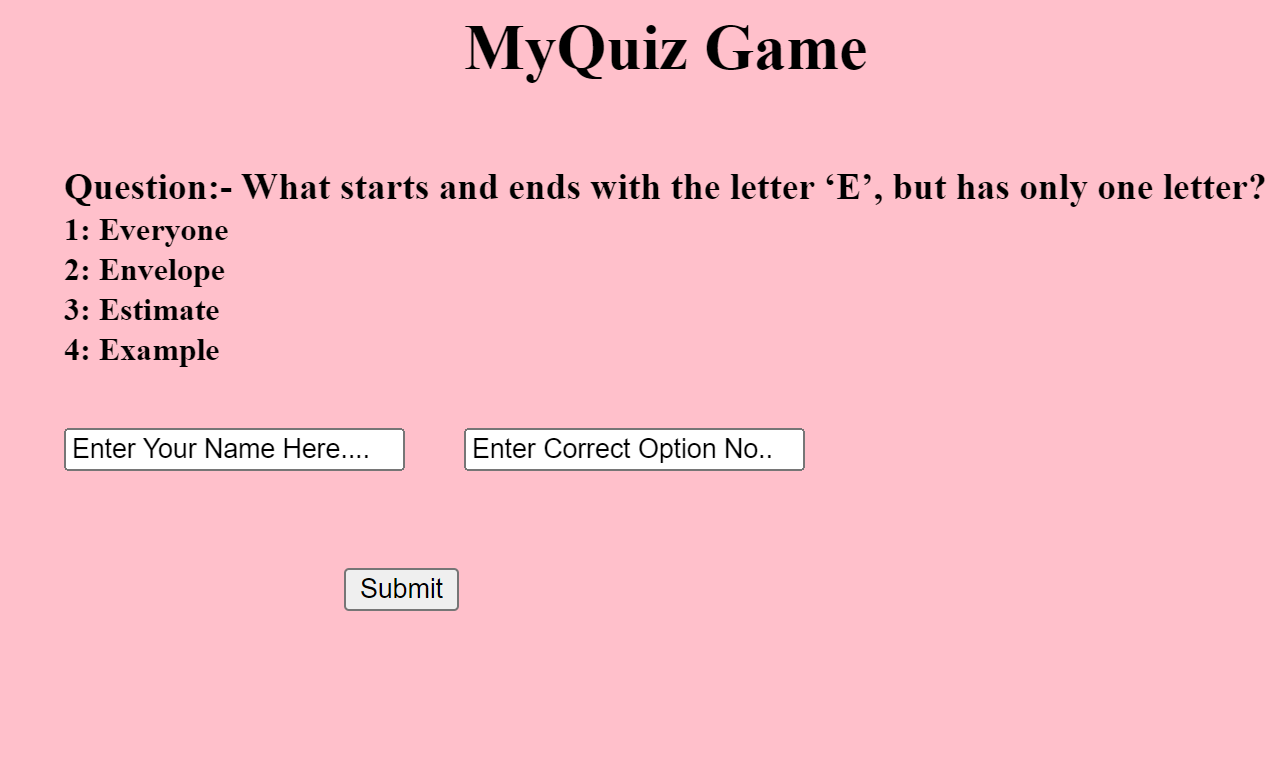 MyQuiz Game
Question:- What starts and ends with the letter ‘E’, but has only one letter?
1: Everyone
2: Envelope
3: Estimate
4: Example
Enter Your Name Here.... Enter Correct Option No..
Submit